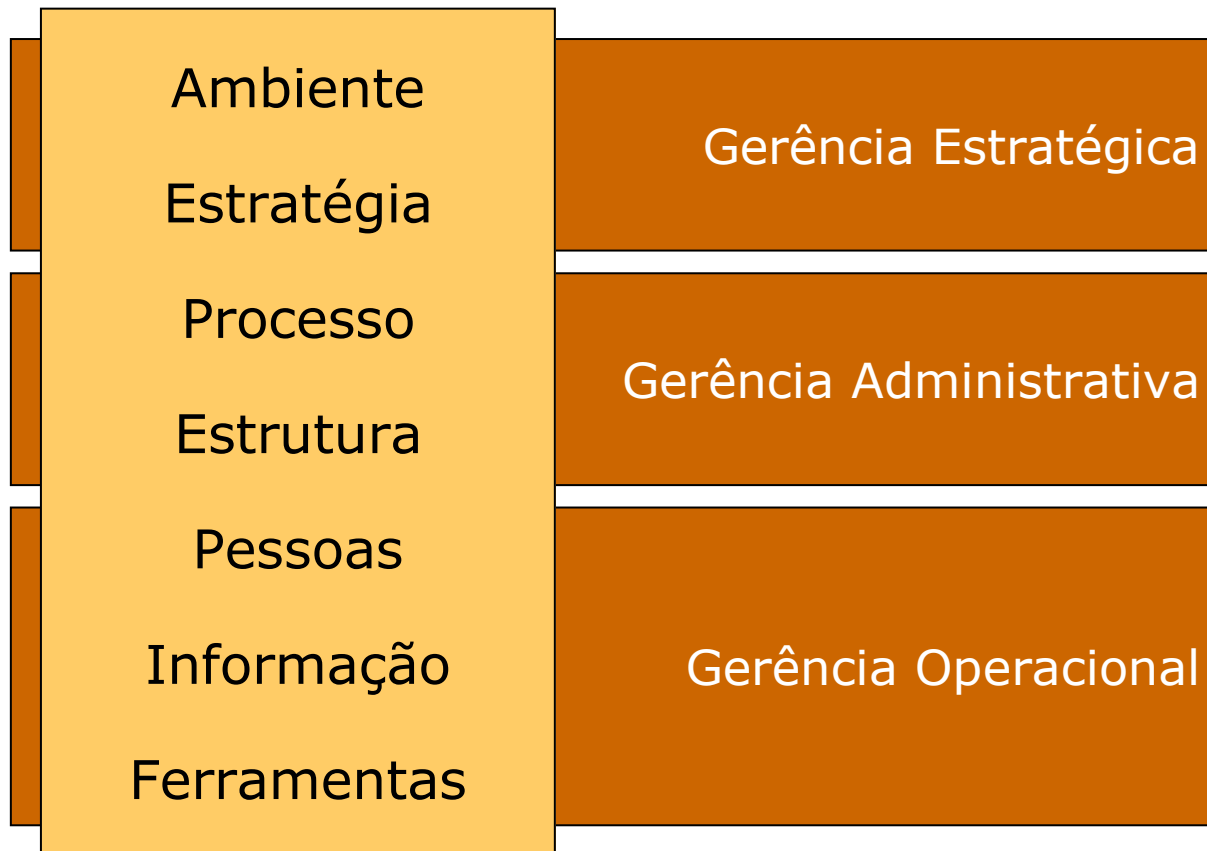 Ambiente
Estratégia
Processo
Estrutura
Pessoas
Informação
Ferramentas
Gerência Estratégica
Gerência Administrativa
Gerência Operacional